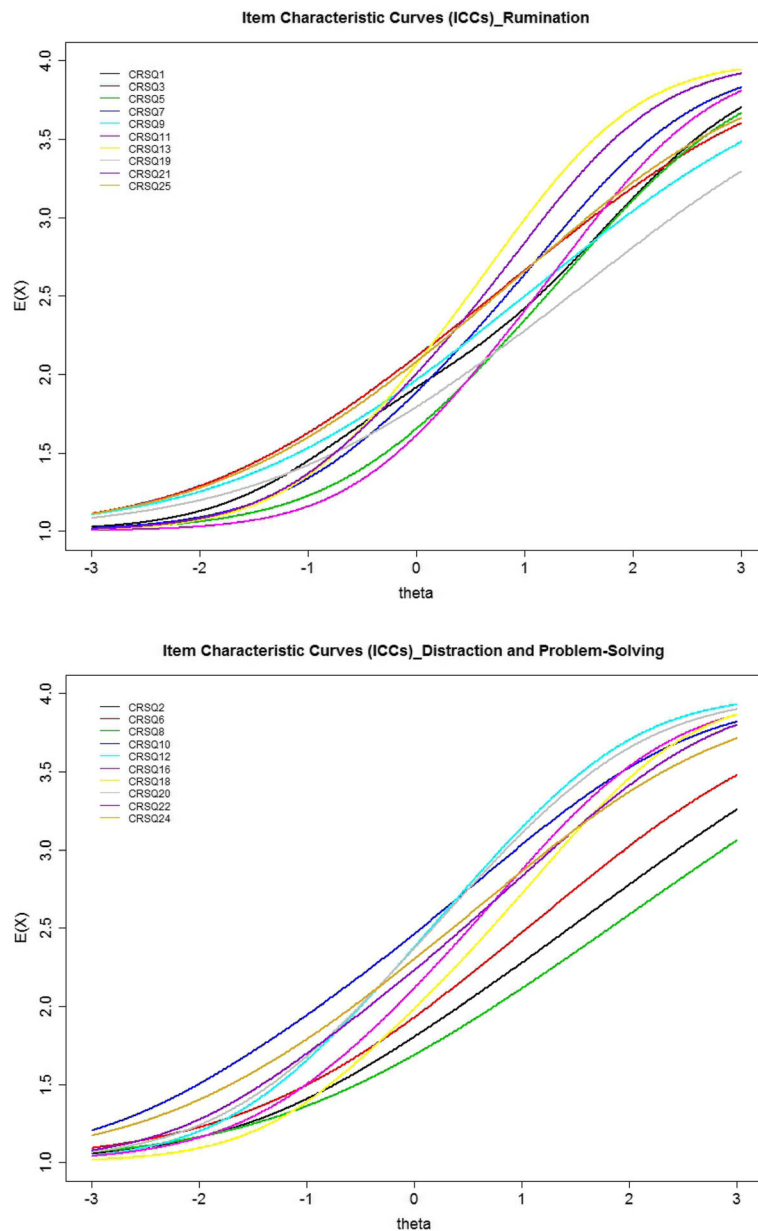 Item Characteristic Curves (ICCs)_Rumination
4.0
3.5
3.0
2.5
2.0
1.5
1.0
E(X)
CRSQ1
CRSQ3
CRSQ5
CRSQ7
CRSQ9
CRSQ11
CRSQ13
CRSQ19
CRSQ21
CRSQ25
-3 -2 -1 0 1 2 3
theta
Item Characteristic Curves (ICCs)_Distraction and Problem-Solving
4.0
3.5
3.0
2.5
2.0
1.5
1.0
E(X)
CRSQ2
CRSQ6
CRSQ8
CRSQ10
CRSQ12
CRSQ16
CRSQ18
CRSQ20
CRSQ22
CRSQ24
-3 -2 -1 0 1 2 3
theta